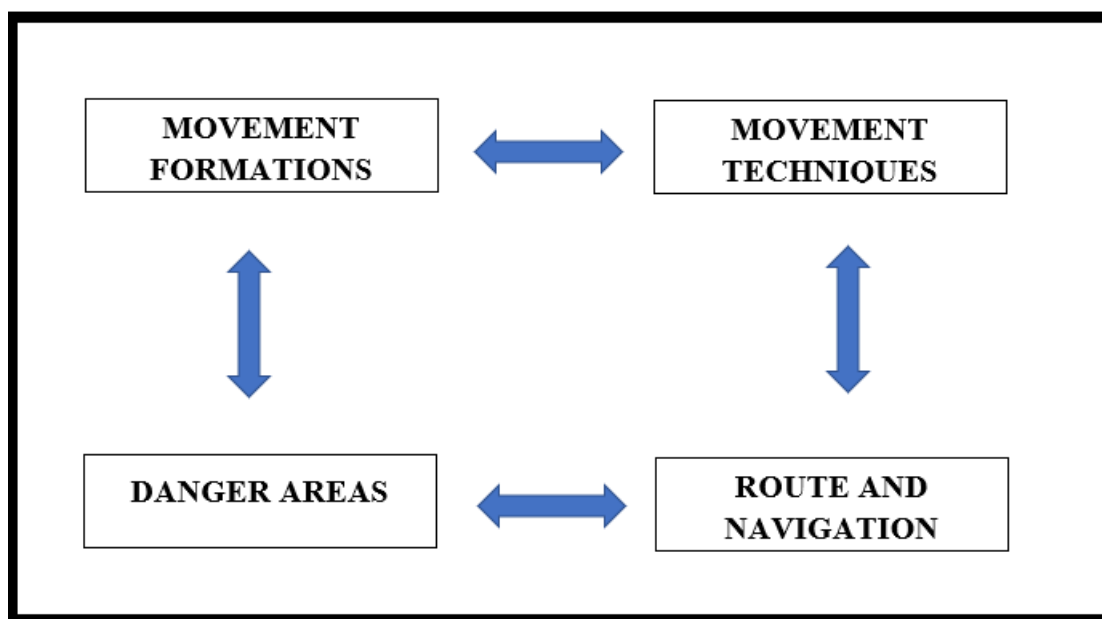 MOVEMENT
FORMATIONS
MOVEMENT
TECHNIQUES
DANGER AREAS
ROUTE AND
NAVIGATION